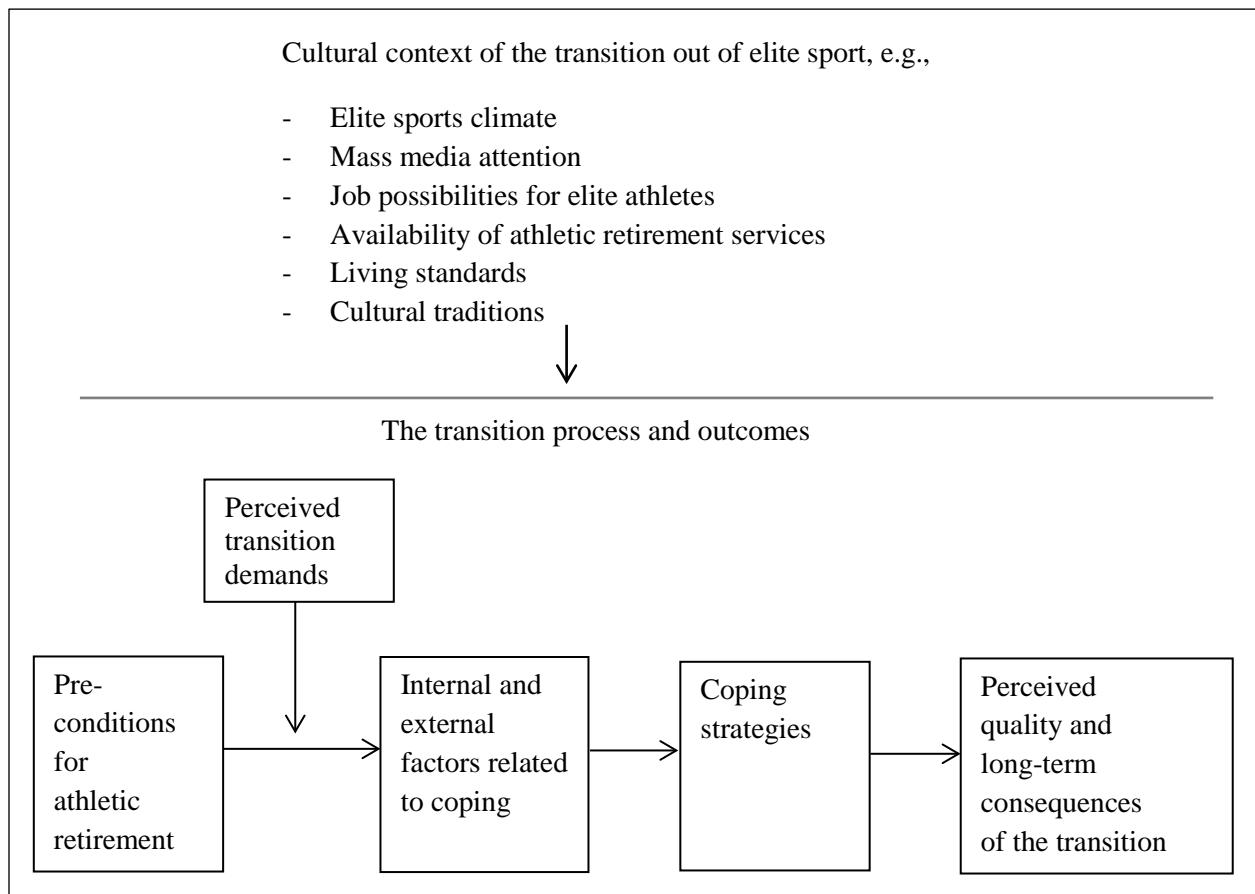 Cultural context of the transition out of elite sport, e.g.,
- Elite sports climate
- Mass media attention
- Job possibilities for elite athletes
- Availability of athletic retirement services
- Living standards
- Cultural traditions
The transition process and outcomes
Perceived
transition
demands
Pre-
conditions
for
athletic
retirement
Internal and
external
factors related
to coping
Coping
strategies
Perceived
quality and
long-term
consequences
of the transition